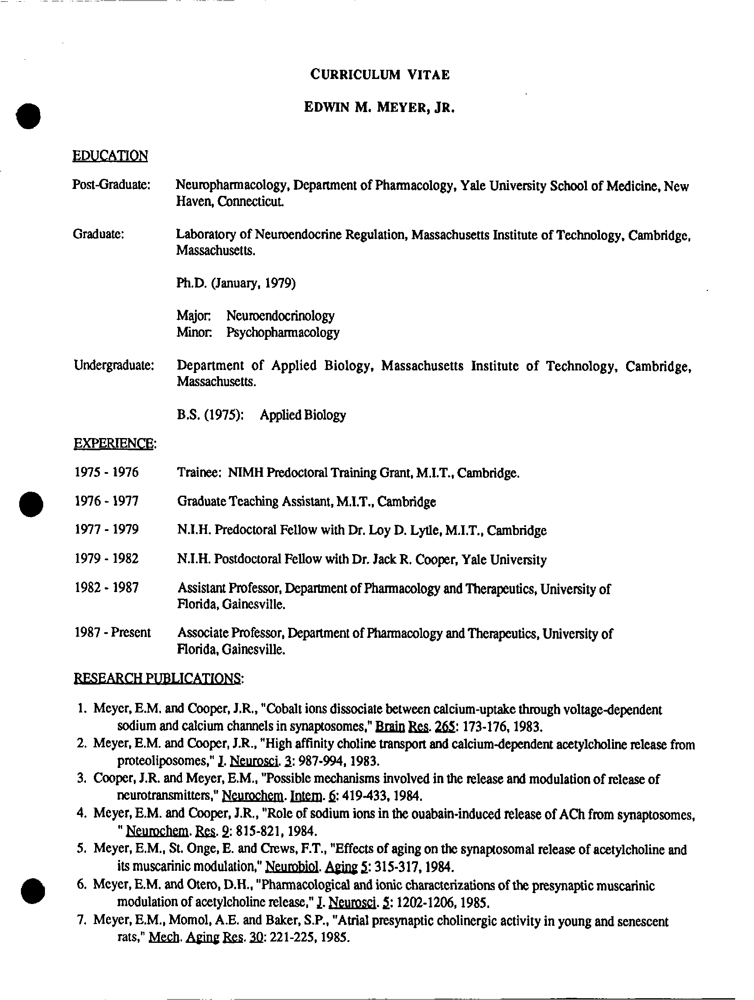 CURRICULUM VITAE
EDWIN M. MEYER, JR.
EDUCATION
Post-Graduate: Neuropharmacology, Department of Pharmacology, Yale University School of Medicine, New
Haven, Connecticut.
Graduate: Laboratory of Neuroendocrine Regulation, Massachusetts Institute of Technology, Cambridge,
Massachusetts.
Ph.D. (January, 1979)
Major: Neuroendocrinology
Minor: Psychopharmacology
Undergraduate: Department of Applied Biology, Massachusetts Institute of Technology, Cambridge,
Massachusetts.
B.S. (1975): Applied Biology
EXPERIENCE:
1975 - 1976 Trainee: NIMH Predoctoral Training Grant, M.I.T., Cambridge.
1976 - 1977 Graduate Teaching Assistant, M.I.T., Cambridge
1977 - 1979 N.I.H. Predoctoral Fellow with Dr. Loy D. Lytle, M.I.T., Cambridge
1979 - 1982 N.I.H. Postdoctoral Fellow with Dr. Jack R. Cooper, Yale University
1982 - 1987 Assistant Professor, Department of Pharmacology and Therapeutics, University of
Florida, Gainesville.
1987 - Present Associate Professor, Department of Pharmacology and Therapeutics, University of
Florida, Gainesville.
RESEARCH PUBLICATIONS:
1. Meyer, E.M. and Cooper, J.R., "Cobalt ions dissociate between calcium-uptake through voltage-dependent
sodium and calcium channels in synaptosomes," Brain Res. 265: 173-176, 1983.
2. Meyer, E.M. and Cooper, J.R., "High affinity choline transport and calcium-dependent acetylcholine release from
proteoliposomes," J. Neurosci. 3: 987-994, 1983.
3. Cooper, J.R. and Meyer, E.M., "Possible mechanisms involved in the release and modulation of release of
neurotransmitters," Neurochem. Intern. 6: 419-433, 1984.
4. Meyer, E.M. and Cooper, J.R., "Role of sodium ions in the ouabain-induced release of ACh from synaptosomes,
" Neurochem. Res. 9: 815-821, 1984.
5. Meyer, E.M., St. Onge, E. and Crews, F.T., "Effects of aging on the synaptosomal release of acetylcholine and
its muscarinic modulation," Neurobiol. Aging 5: 315-317, 1984.
6. Meyer, E.M. and Otero, D.H., "Pharmacological and ionic characterizations of the presynaptic muscarinic
modulation of acetylcholine release," J. Neurosci. 5: 1202-1206, 1985.
7. Meyer, E.M., Momol, A.E. and Baker, S.P., "Atrial presynaptic cholinergic activity in young and senescent
rats," Mech. Aging Res. 30: 221-225, 1985.